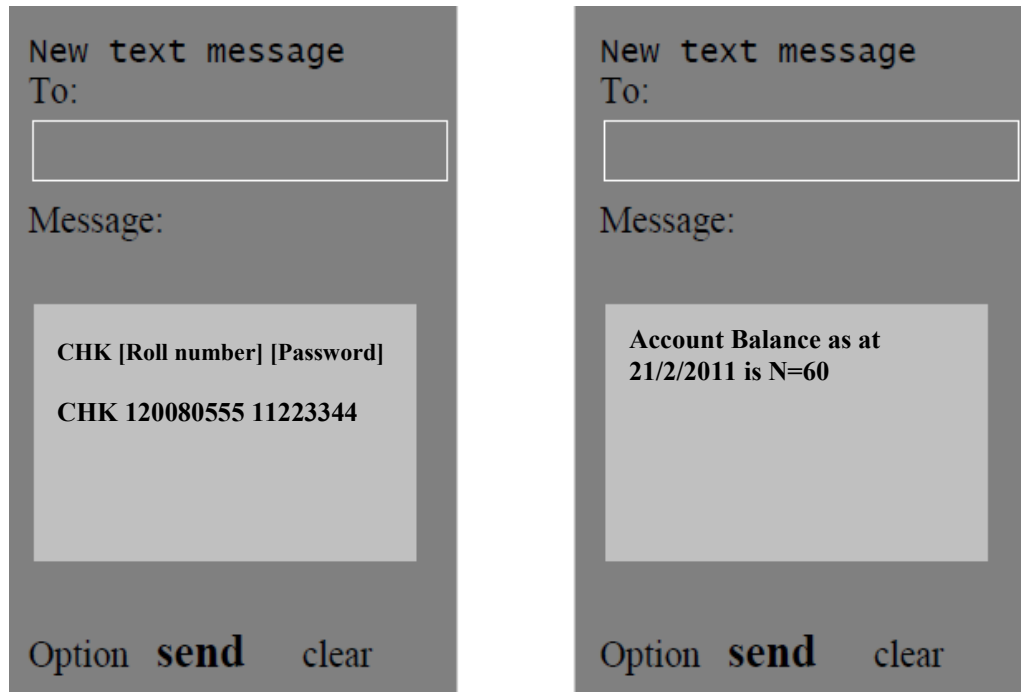 New text message
To:
Message:
CHK [Roll number] [Password]
CHK 120080555 11223344
Option send clear
New text message
To:
Message:
Account Balance as at
21/2/2011 is N=60
Option send clear